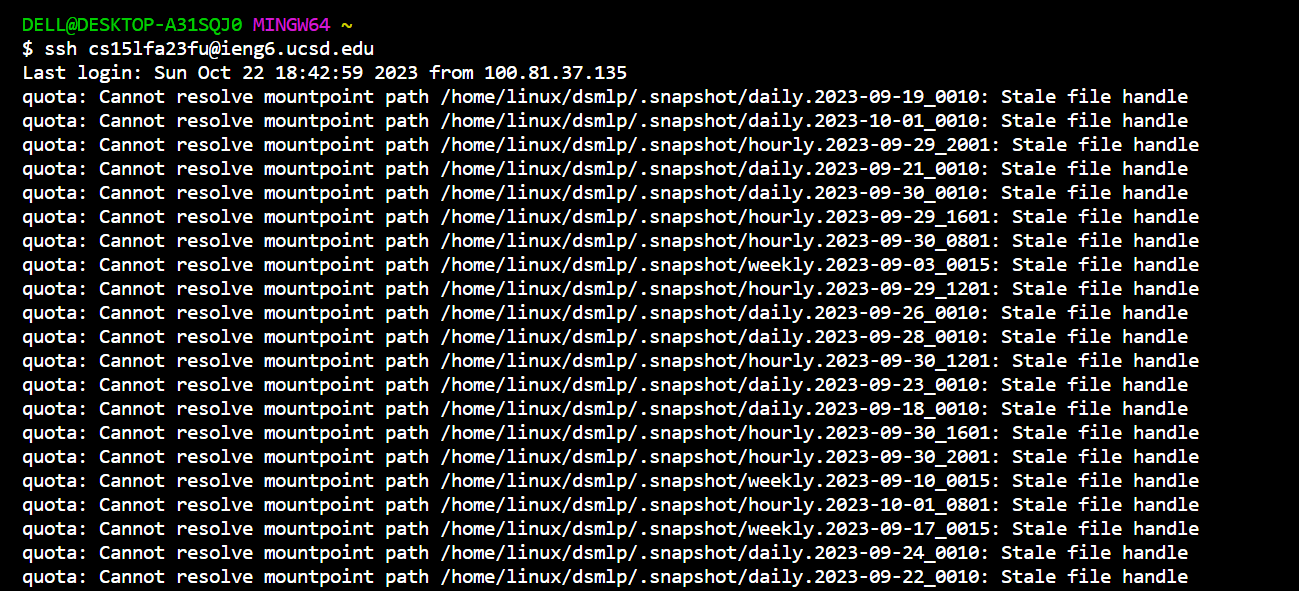 DELL@DESKTOP-A31SQJ0 MINGW64 ~
$ ssh cs15lfa23fu@ieng6.ucsd.edu
Last login: Sun Oct 22 18:42:59 2023 from 100.81.37.135
quota: Cannot resolve mountpoint path /home/linux/dsmlp/.snapshot/daily.2023-09-19_0010: Stale file handle
quota: Cannot resolve mountpoint path /home/linux/dsmlp/.snapshot/daily.2023-10-01_0010: Stale file handle
quota: Cannot resolve mountpoint path /home/linux/dsmlp/.snapshot/hourly.2023-09-29_2001: Stale file handle
quota: Cannot resolve mountpoint path /home/linux/dsmlp/.snapshot/daily.2023-09-21_0010: Stale file handle
quota: Cannot resolve mountpoint path /home/linux/dsmlp/.snapshot/daily.2023-09-30_0010: Stale file handle
quota: Cannot resolve mountpoint path /home/linux/dsmlp/.snapshot/hourly.2023-09-29_1601: Stale file handle
quota: Cannot resolve mountpoint path /home/linux/dsmlp/.snapshot/hourly.2023-09-30_0801: Stale file handle
quota: Cannot resolve mountpoint path /home/linux/dsmlp/.snapshot/weekly.2023-09-03_0015: Stale file handle
quota: Cannot resolve mountpoint path /home/linux/dsmlp/.snapshot/hourly.2023-09-29_1201: Stale file handle
quota: Cannot resolve mountpoint path /home/linux/dsmlp/.snapshot/daily.2023-09-26_0010: Stale file handle
quota: Cannot resolve mountpoint path /home/linux/dsmlp/.snapshot/daily.2023-09-28_0010: Stale file handle
quota: Cannot resolve mountpoint path /home/linux/dsmlp/.snapshot/hourly.2023-09-30_1201: Stale file handle
quota: Cannot resolve mountpoint path /home/linux/dsmlp/.snapshot/daily.2023-09-23_0010: Stale file handle
quota: Cannot resolve mountpoint path /home/linux/dsmlp/.snapshot/daily.2023-09-18_0010: Stale file handle
quota: Cannot resolve mountpoint path /home/linux/dsmlp/.snapshot/hourly.2023-09-30_1601: Stale file handle
quota: Cannot resolve mountpoint path /home/linux/dsmlp/.snapshot/hourly.2023-09-30_2001: Stale file handle
quota: Cannot resolve mountpoint path /home/linux/dsmlp/.snapshot/weekly.2023-09-10_0015: Stale file handle
quota: Cannot resolve mountpoint path /home/linux/dsmlp/.snapshot/hourly.2023-10-01_0801: Stale file handle
quota: Cannot resolve mountpoint path /home/linux/dsmlp/.snapshot/weekly.2023-09-17_0015: Stale file handle
quota: Cannot resolve mountpoint path /home/linux/dsmlp/.snapshot/daily.2023-09-24_0010: Stale file handle
quota: Cannot resolve mountpoint path /home/linux/dsmlp/.snapshot/daily.2023-09-22_0010: Stale file handle